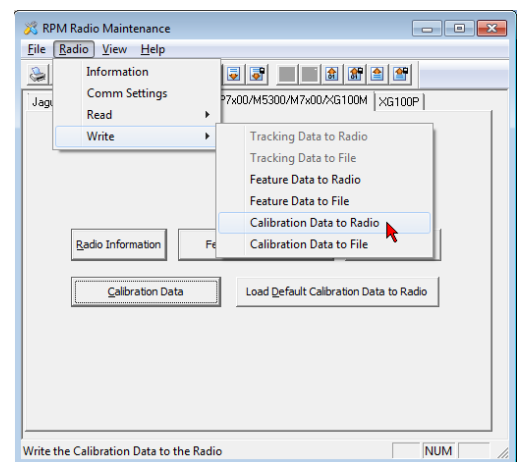 RPM Radio Maintenance
File Radio View Help
Information
Comm Settings
Read
Write
Jagu 7x00/M5300/M7x00/XG100M XG100P
Tracking Data to Radio
Tracking Data to File
Feature Data to Radio
Feature Data to File
Calibration Data to Radio
Calibration Data to File
Radio Information Fe
Calibration Data Load Default Calibration Data to Radio
Write the Calibration Data to the Radio NUM